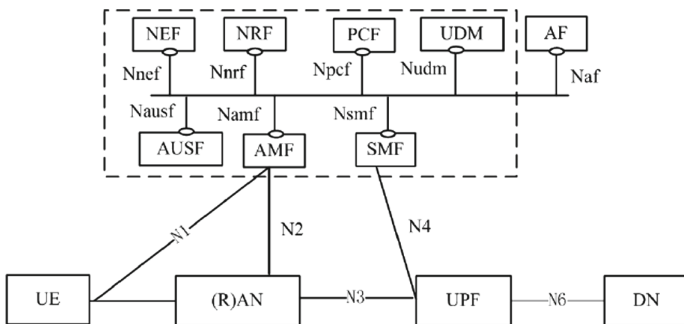 NEF NRF PCF UDM AF
Nnef Nnrf Npcf Nudm Naf
Nausf Namf Nsmf
AUSF AMF SMF
N1 N2 N4
UE (R)AN N3 UPF N6 DN